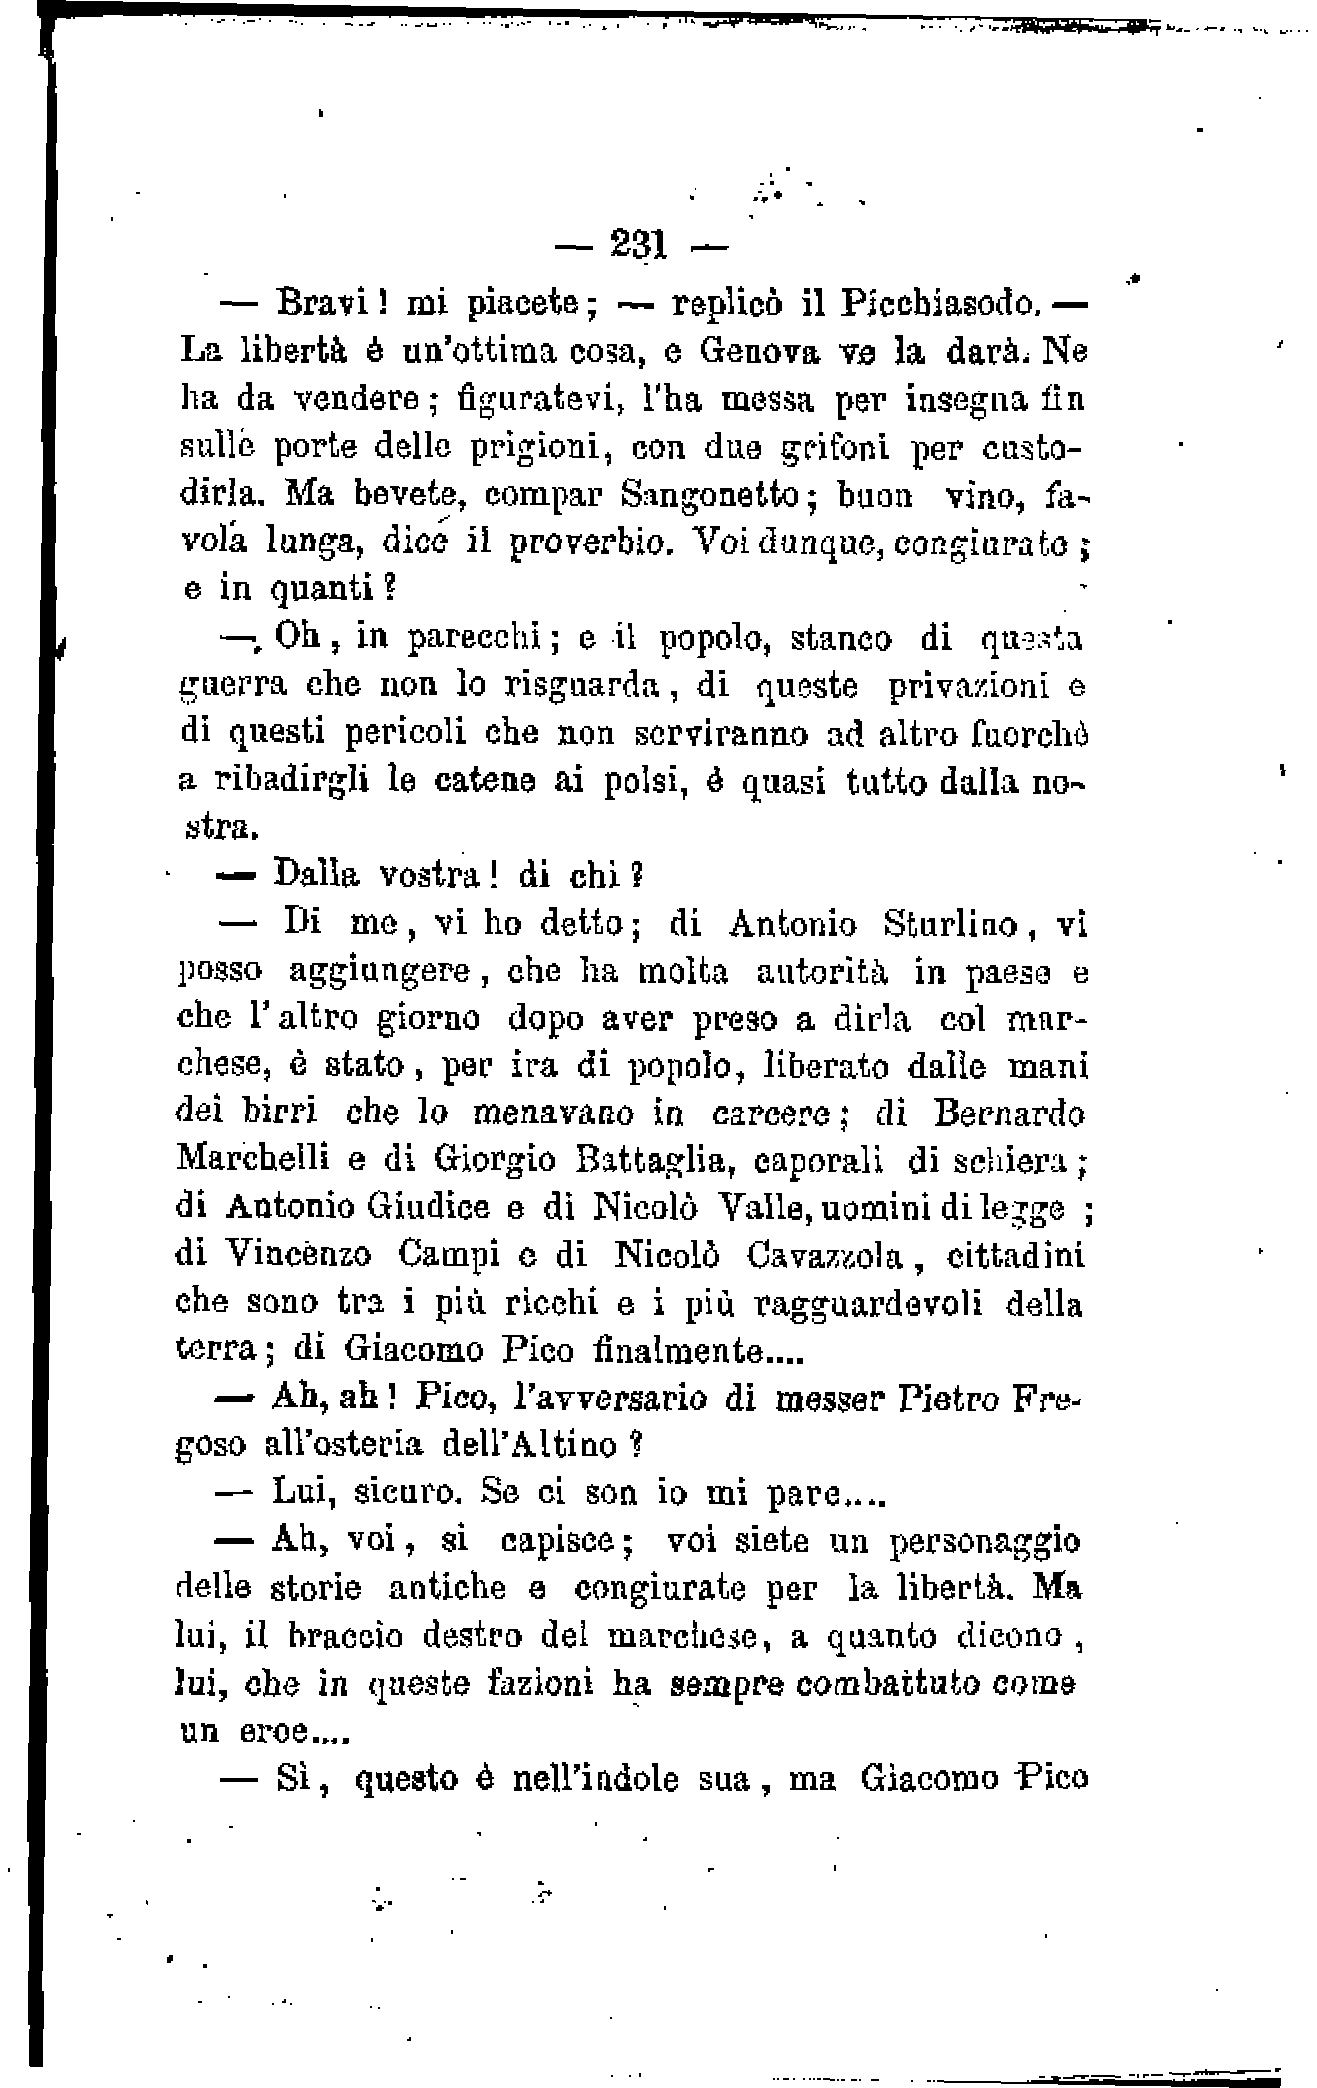 — 231 —
— Bravi! mi piacete; — replicò il Picchiasodo. —
La libertà è un'ottima cosa, e Genova ve la darà. Ne
ha da vendere; figuratevi, l'ha messa per insegna fin
sulle porte delle prigioni, con due grifoni per custo-
dirla. Ma bevete, compar Sangonetto; buon vino, fa-
vola lunga, dice il proverbio. Voi dunque, congiurato;
e in quanti?
— Oh, in parecchi; e il popolo, stanco di questa
guerra che non lo risguarda, di queste privazioni e
di questi pericoli che non serviranno ad altro fuorchè
a ribadirgli le catene ai polsi, è quasi tutto dalla no-
stra.
— Dalla vostra! di chi?
— Di me, vi ho detto; di Antonio Sturlino, vi
posso aggiungere, che ha molta autorità in paese e
che l'altro giorno dopo aver preso a dirla col mar-
chese, è stato, per ira di popolo, liberato dalle mani
dei birri che lo menavano in carcere; di Bernardo
Marchelli e di Giorgio Battaglia, caporali di schiera;
di Antonio Giudice e di Nicolò Valle, uomini di legge;
di Vincenzo Campi e di Nicolò Cavazzola, cittadini
che sono tra i più ricchi e i più ragguardevoli della
terra; di Giacomo Pico finalmente....
— Ah, ah! Pico, l'avversario di messer Pietro Fre-
goso all'osteria dell'Altino?
— Lui, sicuro. Se ci son io mi pare....
— Ah, voi, si capisce; voi siete un personaggio
delle storie antiche e congiurate per la libertà. Ma
lui, il braccio destro del marchese, a quanto dicono,
lui, che in queste fazioni ha sempre combattuto come
un eroe....
— Sì, questo è nell'indole sua, ma Giacomo Pico